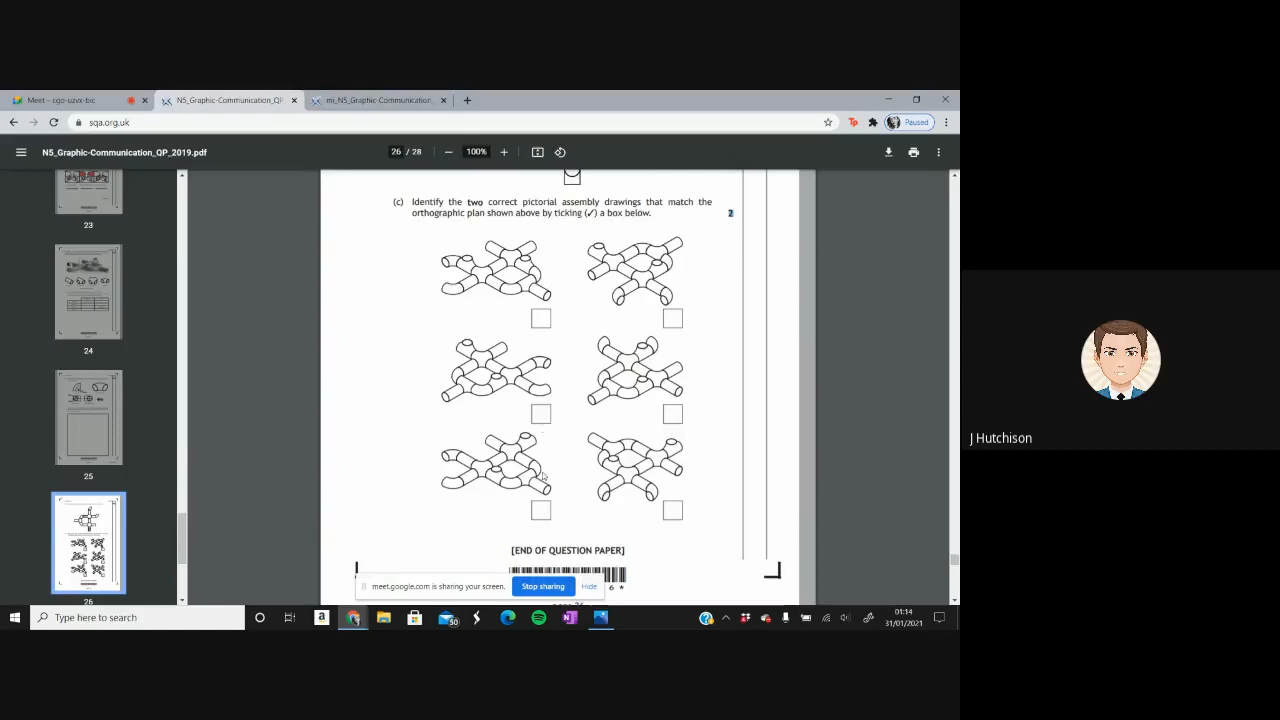 Meet – cgo-uzvx-bic
N5_Graphic-Communication_QP
mi_N5_Graphic-Communication_
sqa.org.uk
Paused
N5_Graphic-Communication_QP_2019.pdf
26 / 28
100%
23
24
25
26
(c) Identify the two correct pictorial assembly drawings that match the
orthographic plan shown above by ticking (✓) a box below.
2
[END OF QUESTION PAPER]
meet.google.com is sharing your screen.
Stop sharing
Hide
6 *
J Hutchison
Type here to search
50
01:14
31/01/2021